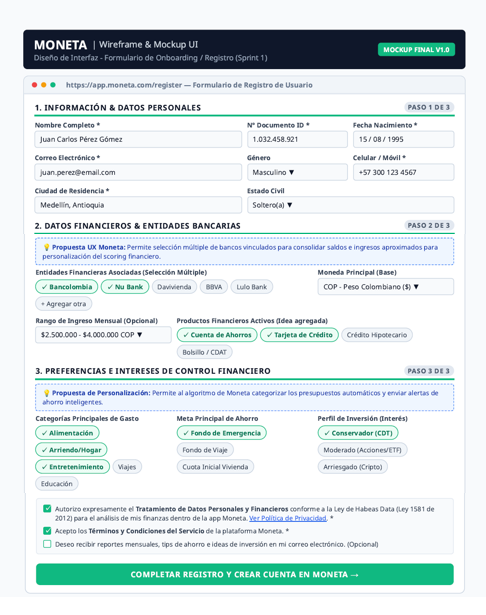 MONETA | Wireframe & Mockup UI
Diseño de Interfaz - Formulario de Onboarding / Registro (Sprint 1)
MOCKUP FINAL V1.0
https://app.moneta.com/register — Formulario de Registro de Usuario
1. INFORMACIÓN & DATOS PERSONALES
PASO 1 DE 3
Nombre Completo * Nº Documento ID * Fecha Nacimiento *
Juan Carlos Pérez Gómez 1.032.458.921 15 / 08 / 1995
Correo Electrónico * Género Celular / Móvil *
juan.perez@email.com Masculino ▼ +57 300 123 4567
Ciudad de Residencia * Estado Civil
Medellín, Antioquia Soltero(a) ▼
2. DATOS FINANCIEROS & ENTIDADES BANCARIAS
PASO 2 DE 3
💡 Propuesta UX Moneta: Permite selección múltiple de bancos vinculados para consolidar saldos e ingresos aproximados para
personalización del scoring financiero.
Entidades Financieras Asociadas (Selección Múltiple) Moneda Principal (Base)
✓ Bancolombia ✓ Nu Bank Davivienda BBVA Lulo Bank COP - Peso Colombiano ($) ▼
+ Agregar otra
Rango de Ingreso Mensual (Opcional) Productos Financieros Activos (Idea agregada)
$2.500.000 - $4.000.000 COP ▼ ✓ Cuenta de Ahorros ✓ Tarjeta de Crédito Crédito Hipotecario
Bolsillo / CDAT
3. PREFERENCIAS E INTERESES DE CONTROL FINANCIERO
PASO 3 DE 3
💡 Propuesta de Personalización: Permite al algoritmo de Moneta categorizar los presupuestos automáticos y enviar alertas de
ahorro inteligentes.
Categorías Principales de Gasto Meta Principal de Ahorro Perfil de Inversión (Interés)
✓ Alimentación ✓ Fondo de Emergencia ✓ Conservador (CDT)
✓ Arriendo/Hogar Fondo de Viaje Moderado (Acciones/ETF)
✓ Entretenimiento Viajes Cuota Inicial Vivienda Arriesgado (Cripto)
Educación
Autorizo expresamente el Tratamiento de Datos Personales y Financieros conforme a la Ley de Habeas Data (Ley 1581 de
2012) para el análisis de mis finanzas dentro de la app Moneta. Ver Política de Privacidad. *
Acepto los Términos y Condiciones del Servicio de la plataforma Moneta. *
Deseo recibir reportes mensuales, tips de ahorro e ideas de inversión en mi correo electrónico. (Opcional)
COMPLETAR REGISTRO Y CREAR CUENTA EN MONETA →